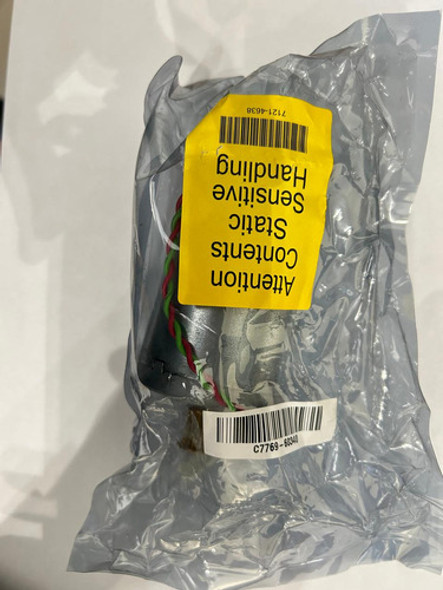 Attention
Contents
Static
Sensitive
Handling
7121-4638
C7769-60340